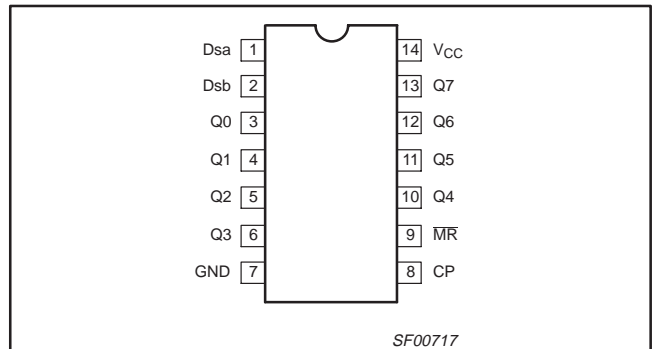 Dsa 1 14 VCC
Dsb 2 13 Q7
Q0 3 12 Q6
Q1 4 11 Q5
Q2 5 10 Q4
Q3 6 9 M̅R̅
GND 7 8 CP
SF00717